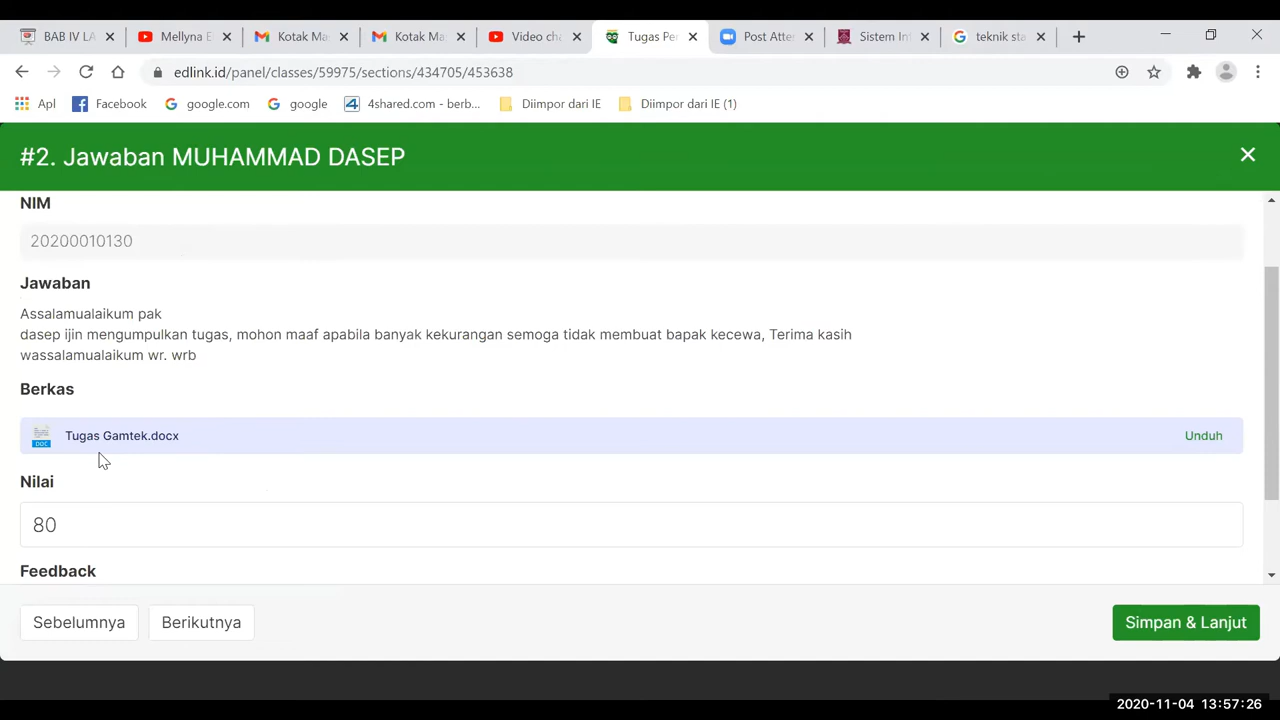 BAB IV LA
Mellyna E
Kotak Ma
Kotak Ma
Video ch
Tugas Pe
Post Atte
Sistem In
teknik sta
edlink.id/panel/classes/59975/sections/434705/453638
Apl
Facebook
google.com
google
4shared.com - berb...
Diimpor dari IE
Diimpor dari IE (1)
#2. Jawaban MUHAMMAD DASEP
NIM
20200010130
Jawaban
Assalamualaikum pak
dasep ijin mengumpulkan tugas, mohon maaf apabila banyak kekurangan semoga tidak membuat bapak kecewa, Terima kasih
wassalamualaikum wr. wrb
Berkas
DOC
Tugas Gamtek.docx
Unduh
Nilai
80
Feedback
Sebelumnya
Berikutnya
Simpan & Lanjut
2020-11-04 13:57:26